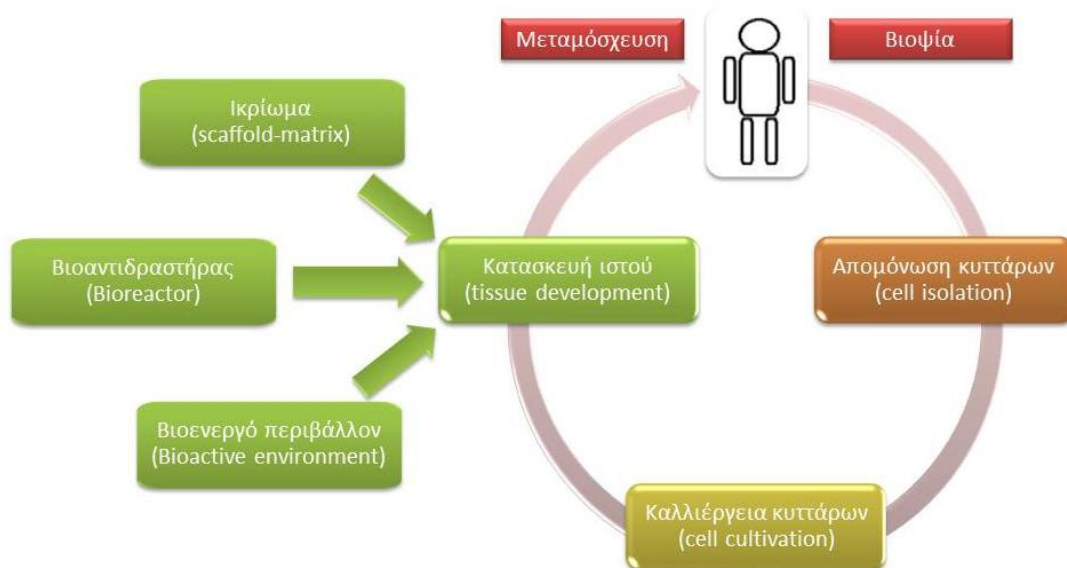 Μεταμόσχευση
Βιοψία
Ικρίωμα
(scaffold-matrix)
Βιοαντιδραστήρας
(Bioreactor)
Κατασκευή ιστού
(tissue development)
Απομόνωση κυττάρων
(cell isolation)
Βιοενεργό περιβάλλον
(Bioactive environment)
Καλλιέργεια κυττάρων
(cell cultivation)